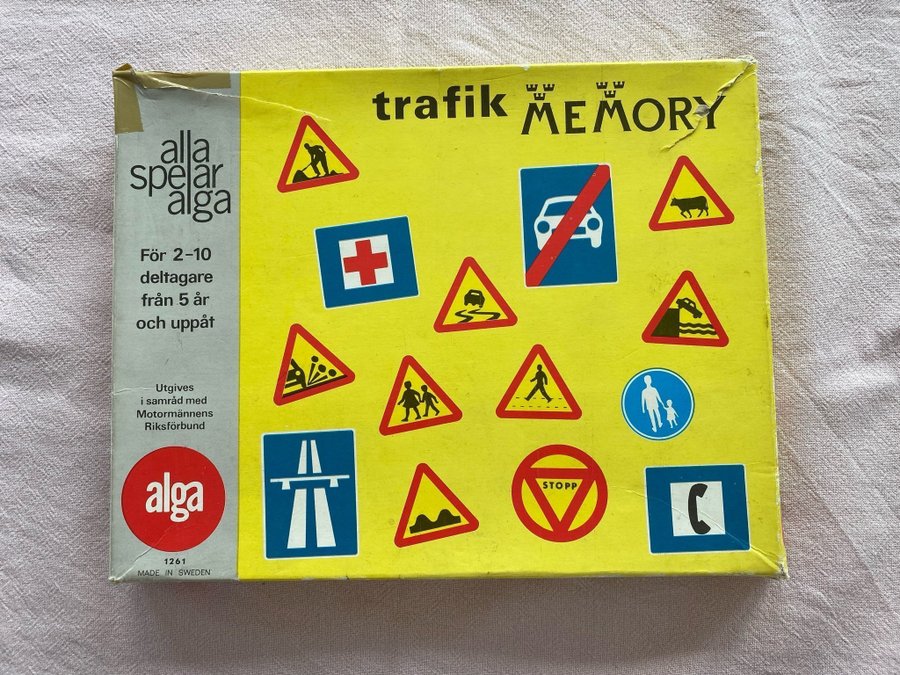 trafik MEMORY
alla
spelar
alga
För 2-10
deltagare
från 5 år
och uppåt
Utgives
i samråd med
Motormännens
Riksförbund
alga
1261
MADE IN SWEDEN
STOPP